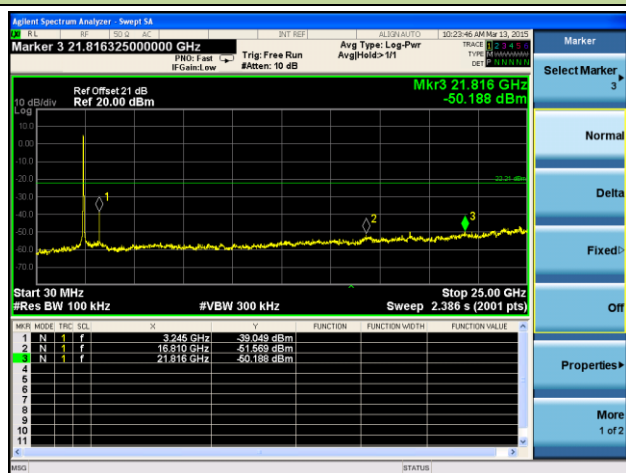 Agilent Spectrum Analyzer - Swept SA
RL RF 50 Ω AC INT REF ALIGN AUTO 10:23:46 AM Mar 13, 2015
Marker 3 21.816325000000 GHz
PNO: Fast
IFGain:Low
Trig: Free Run
#Atten: 10 dB
Avg Type: Log-Pwr
Avg|Hold:>1/1
TRACE 1 2 3 4 5 6
TYPE M
DET P N N N N N
Ref Offset 21 dB
10 dB/div Ref 20.00 dBm
Log
Mkr3 21.816 GHz
-50.188 dBm
10.0
0.00
-10.0
-20.0
-30.0
-40.0
-50.0
-60.0
-70.0
1
2
3
Start 30 MHz
#Res BW 100 kHz
#VBW 300 kHz
Stop 25.00 GHz
Sweep 2.386 s (2001 pts)
MKR MODE TRC SCL X Y FUNCTION FUNCTION WIDTH FUNCTION VALUE
1 N 1 f 3.245 GHz -39.049 dBm
2 N 1 f 16.810 GHz -51.569 dBm
3 N 1 f 21.816 GHz -50.188 dBm
4
5
6
7
8
9
10
11
MSG STATUS
Marker
Select Marker
3
Normal
Delta
Fixed
Off
Properties
More
1 of 2